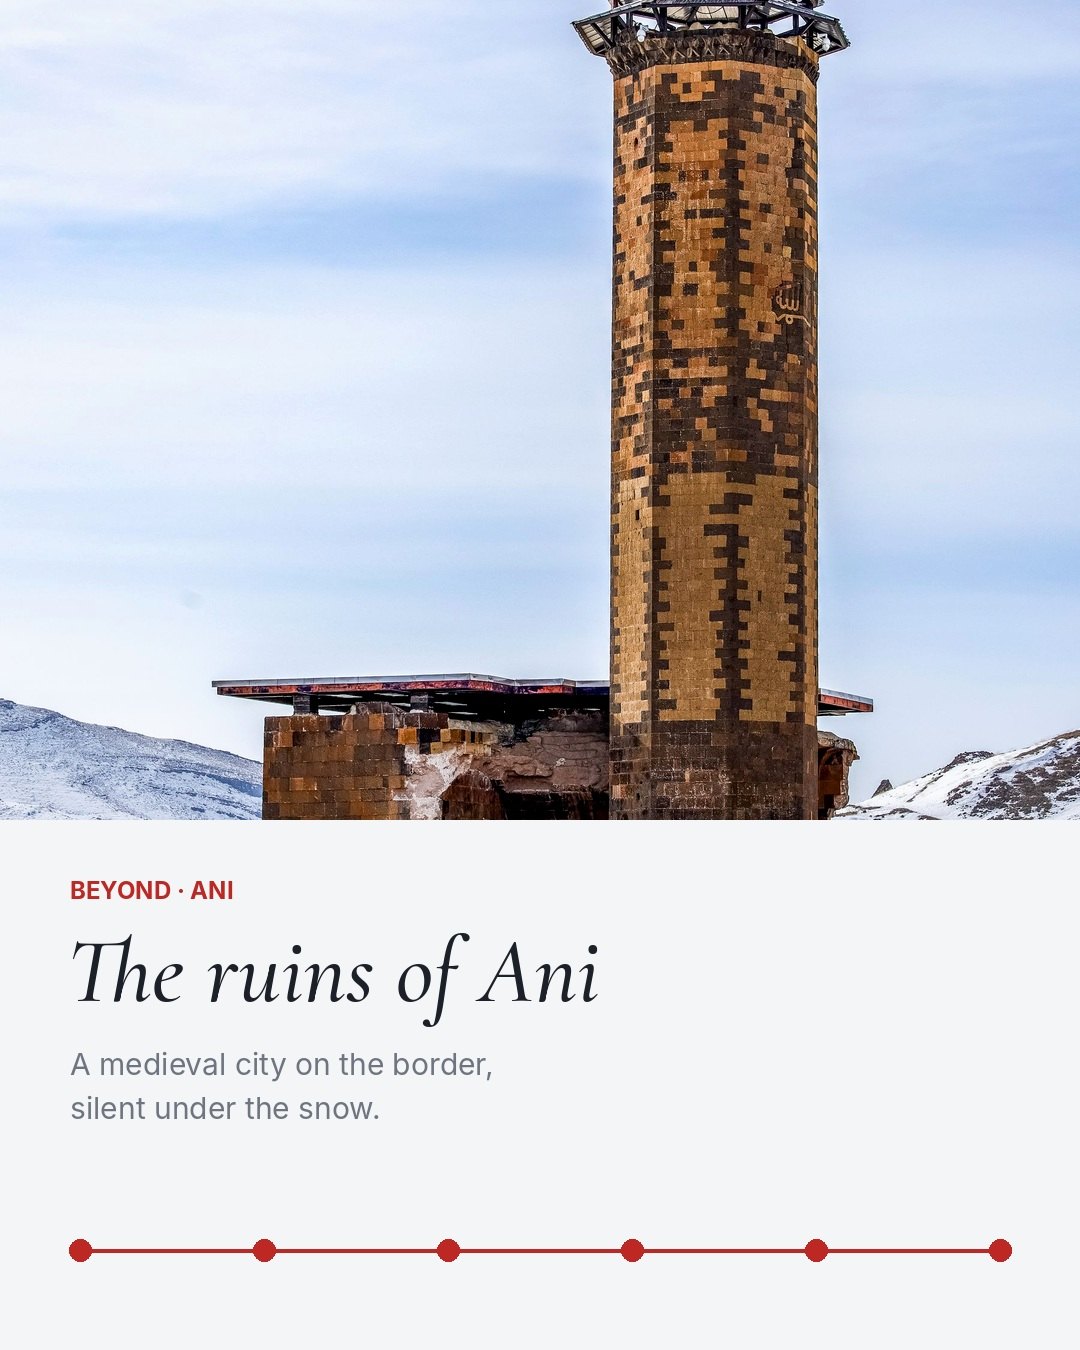 BEYOND · ANI
The ruins of Ani
A medieval city on the border,
silent under the snow.